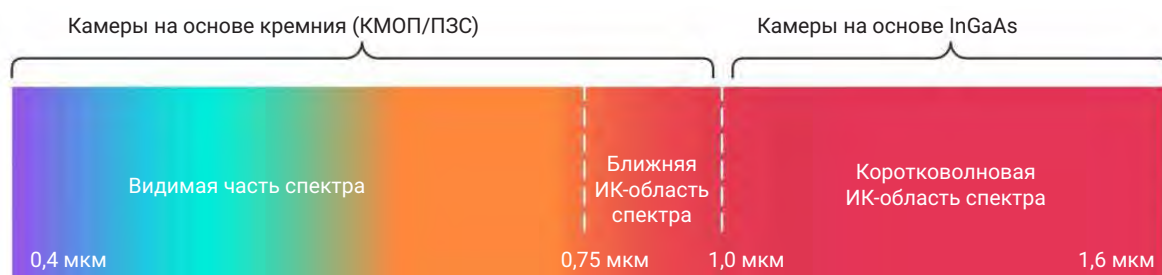 Камеры на основе кремния (КМОП/ПЗС)
Камеры на основе InGaAs
Видимая часть спектра
Ближняя
ИК-область
спектра
Коротковолновая
ИК-область спектра
0,4 мкм
0,75 мкм
1,0 мкм
1,6 мкм